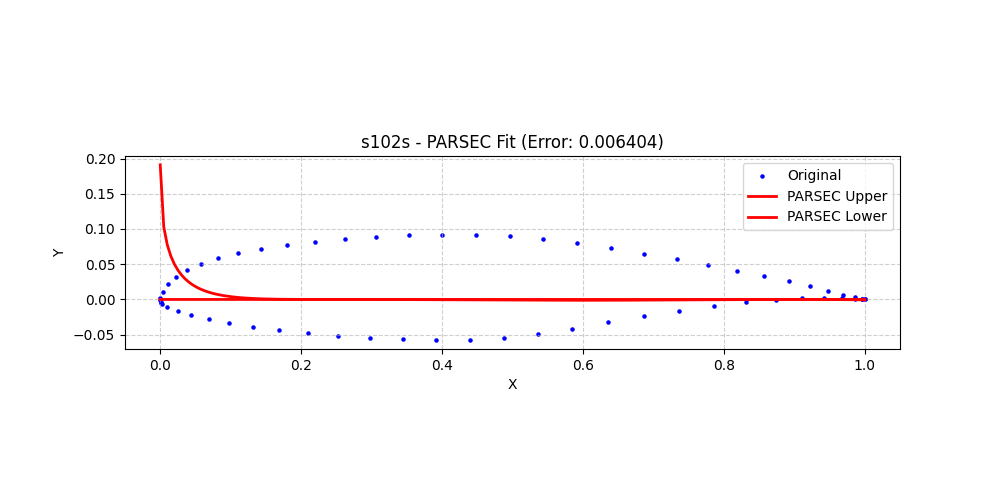 s102s - PARSEC Fit (Error: 0.006404)
0.20
0.15
0.10
0.05
0.00
−0.05
Y
Original
PARSEC Upper
PARSEC Lower
0.0 0.2 0.4 0.6 0.8 1.0
X